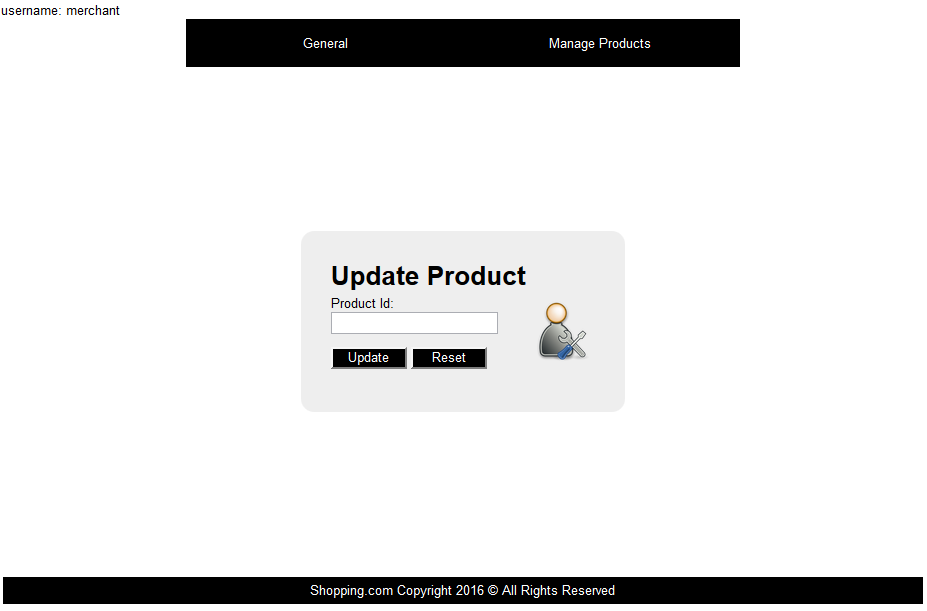 username: merchant
General Manage Products
Update Product
Product Id:
Update Reset
Shopping.com Copyright 2016 © All Rights Reserved